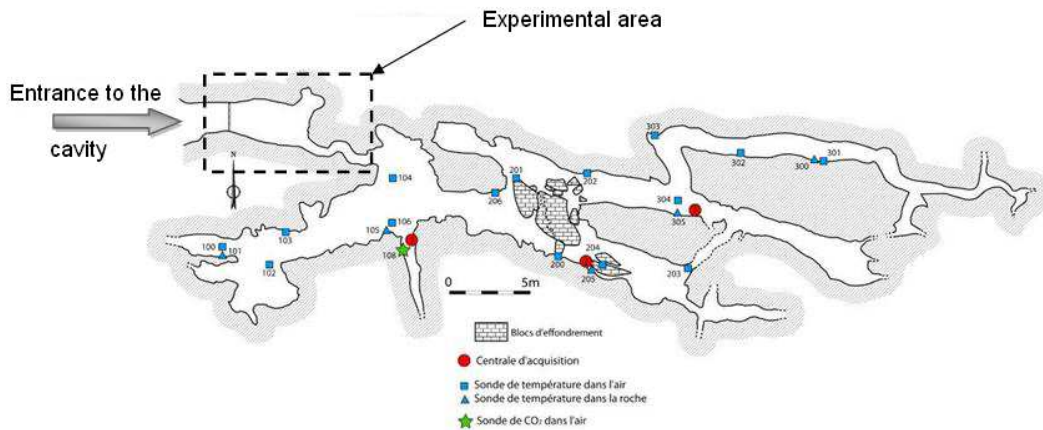 Experimental area
Entrance to the
cavity
N
303
302
300
301
104
201
202
206
304
305
106
105
108
103
100
101
102
200
204
205
203
0 5m
Blocs d'effondrement
Centrale d'acquisition
Sonde de température dans l'air
Sonde de température dans la roche
Sonde de CO₂ dans l'air